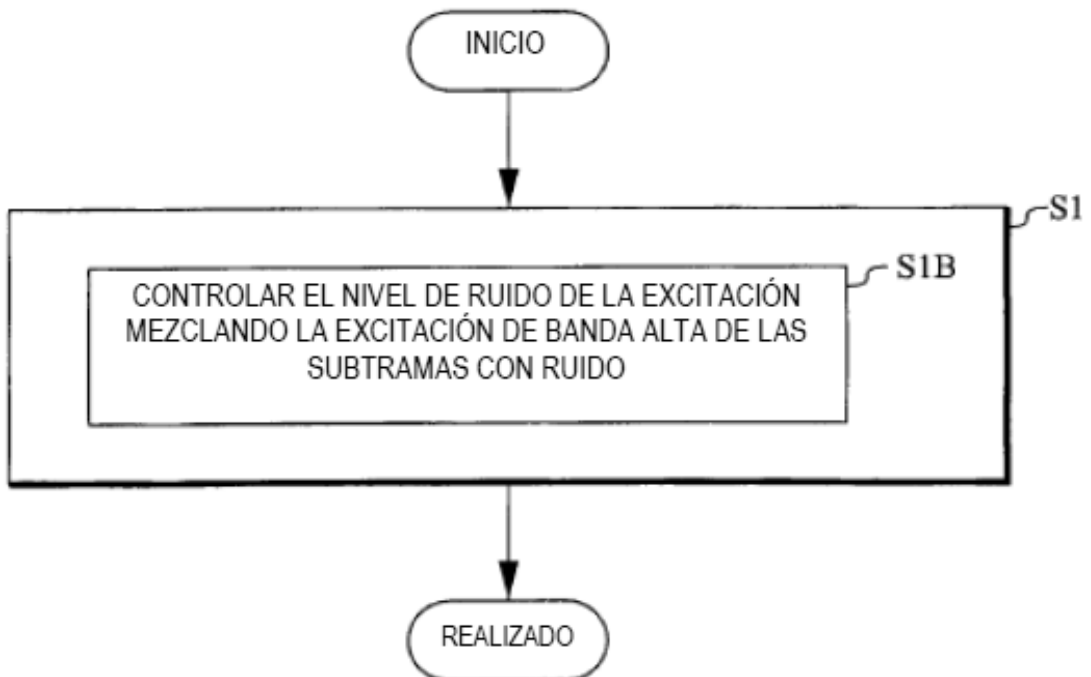 INICIO
S1
S1B
CONTROLAR EL NIVEL DE RUIDO DE LA EXCITACIÓN
MEZCLANDO LA EXCITACIÓN DE BANDA ALTA DE LAS
SUBTRAMAS CON RUIDO
REALIZADO